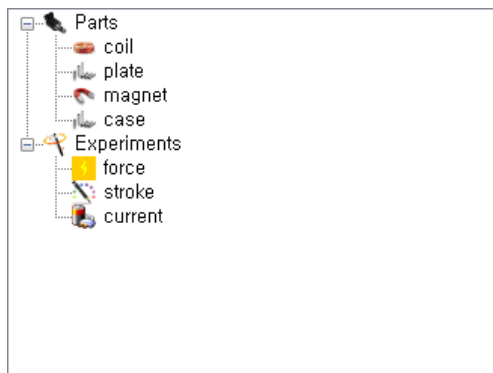 Parts
coil
plate
magnet
case
Experiments
force
stroke
current